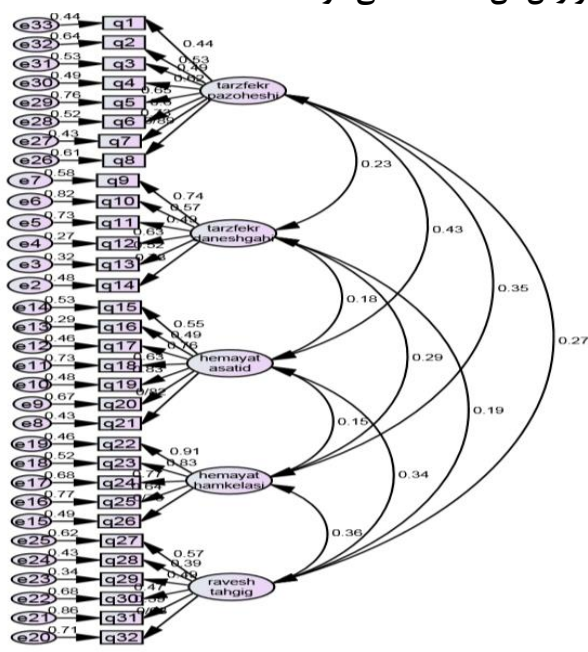 e33 0.44 q1
e32 0.64 q2
e31 0.53 q3
e30 0.49 q4
e29 0.76 q5
e28 0.52 q6
e27 0.43 q7
e26 0.61 q8
0.44
0.53
tarzfekr
pazoheshi
e7 0.58 q9
e6 0.82 q10
e5 0.73 q11
e4 0.27 q12
e3 0.32 q13
e2 0.48 q14
0.74
0.57
0.63
tarzfekr
daneshgahi
e14 0.53 q15
e13 0.29 q16
e12 0.46 q17
e11 0.73 q18
e10 0.48 q19
e9 0.67 q20
e8 0.43 q21
0.55
0.49
0.76
0.63
hemayat
asatid
e19 0.46 q22
e18 0.52 q23
e17 0.68 q24
e16 0.77 q25
e15 0.49 q26
0.91
0.83
hemayat
hamkelasi
e25 0.62 q27
e24 0.43 q28
e23 0.34 q29
e22 0.68 q30
e21 0.86 q31
e20 0.71 q32
0.57
0.39
ravesh
tahgig
0.23
0.43
0.35
0.27
0.18
0.29
0.19
0.15
0.34
0.36